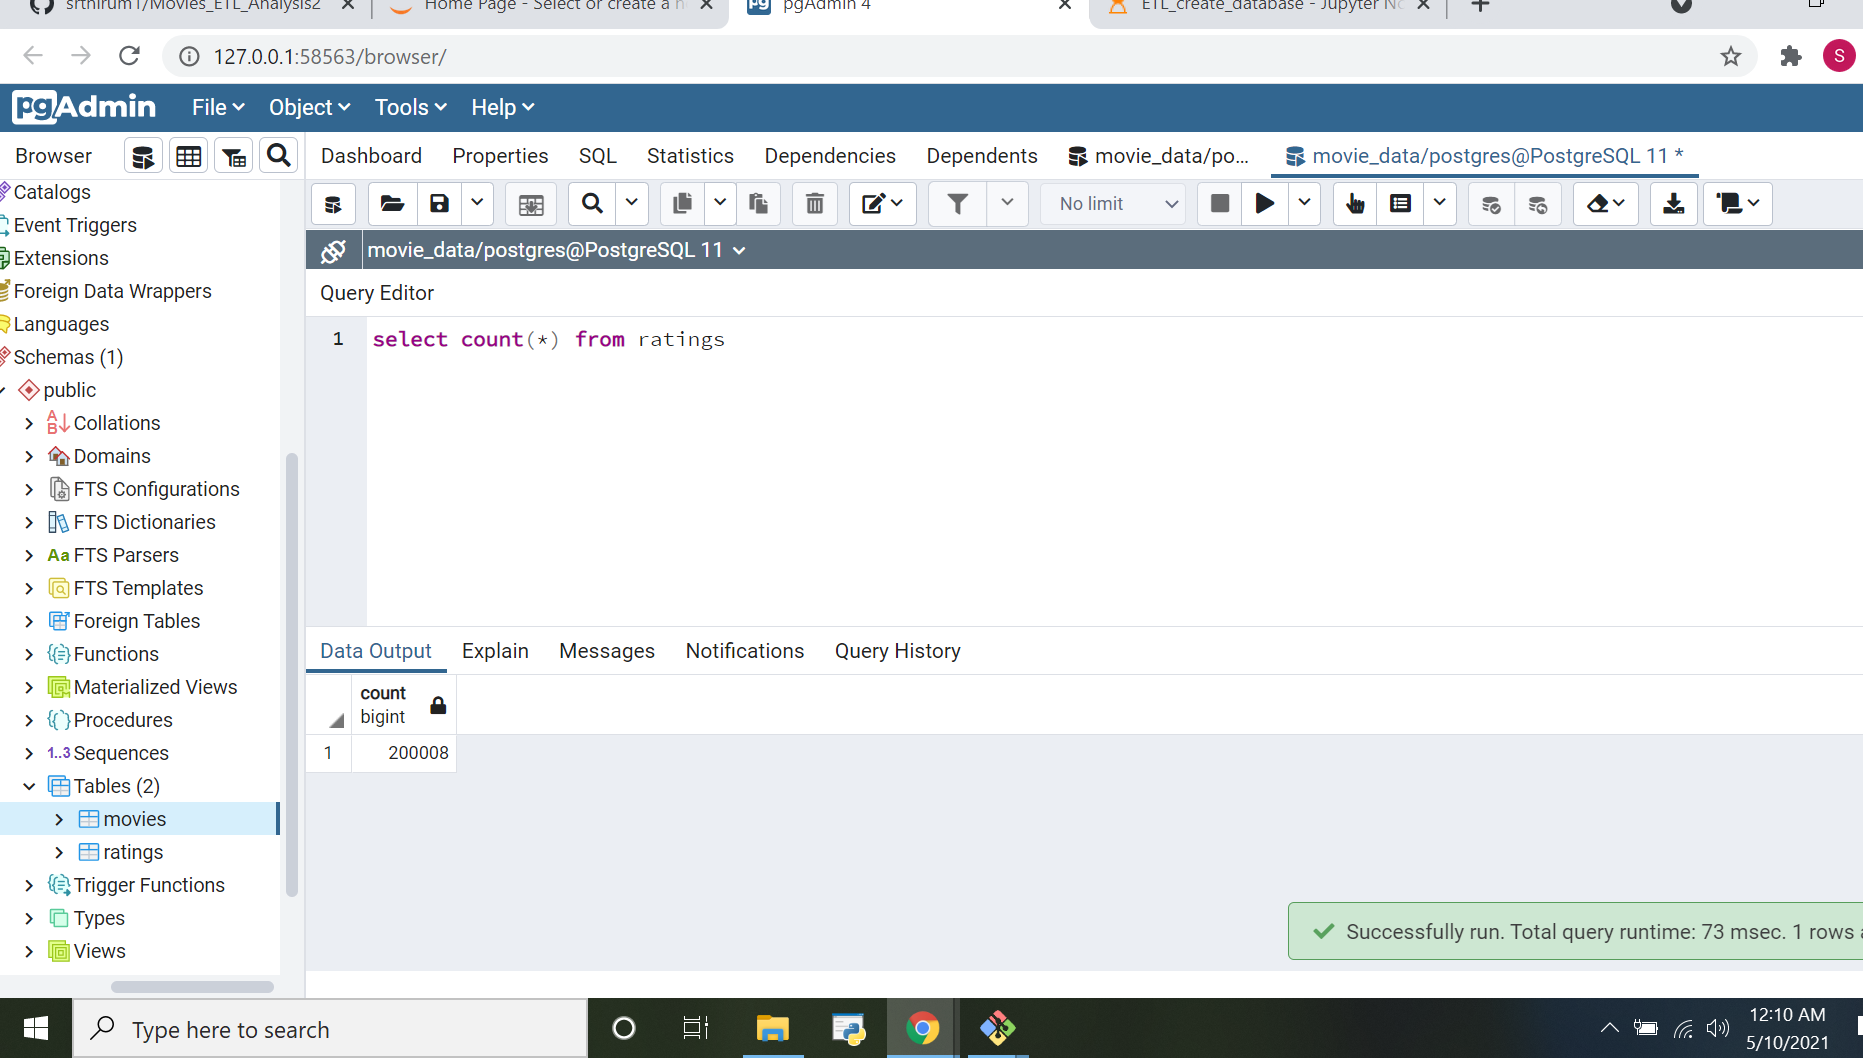 srthirum1/Movies_ETL_Analysis2
Home Page - Select or create a n
pgAdmin 4
ETL_create_database - Jupyter No
127.0.0.1:58563/browser/
S
pgAdmin
File
Object
Tools
Help
Browser
Dashboard
Properties
SQL
Statistics
Dependencies
Dependents
movie_data/po...
movie_data/postgres@PostgreSQL 11 *
No limit
movie_data/postgres@PostgreSQL 11
Query Editor
1 select count(*) from ratings
Catalogs
Event Triggers
Extensions
Foreign Data Wrappers
Languages
Schemas (1)
public
Collations
Domains
FTS Configurations
FTS Dictionaries
Aa FTS Parsers
FTS Templates
Foreign Tables
Functions
Materialized Views
Procedures
1..3 Sequences
Tables (2)
movies
ratings
Trigger Functions
Types
Views
Data Output
Explain
Messages
Notifications
Query History
count
bigint
1 200008
Successfully run. Total query runtime: 73 msec. 1 rows a
Type here to search
12:10 AM
5/10/2021